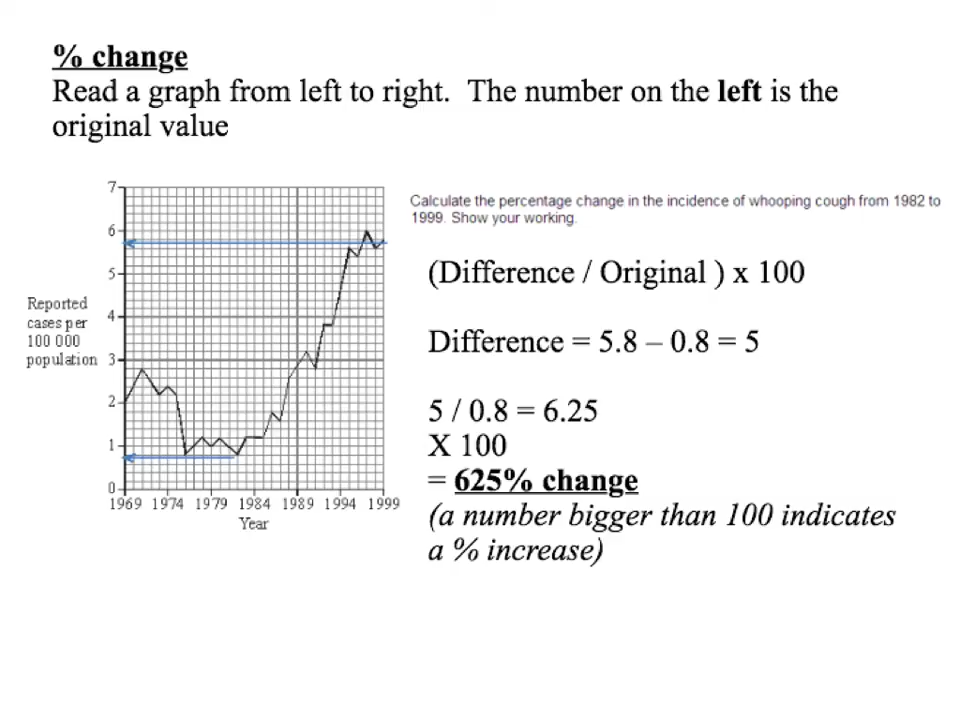 % change
Read a graph from left to right.  The number on the left is the
original value
Calculate the percentage change in the incidence of whooping cough from 1982 to
1999. Show your working.
7
6
5
4
3
2
1
0
Reported
cases per
100 000
population
1969 1974 1979 1984 1989 1994 1999
Year
(Difference / Original ) x 100
Difference = 5.8 – 0.8 = 5
5 / 0.8 = 6.25
X 100
= 625% change
(a number bigger than 100 indicates
a % increase)